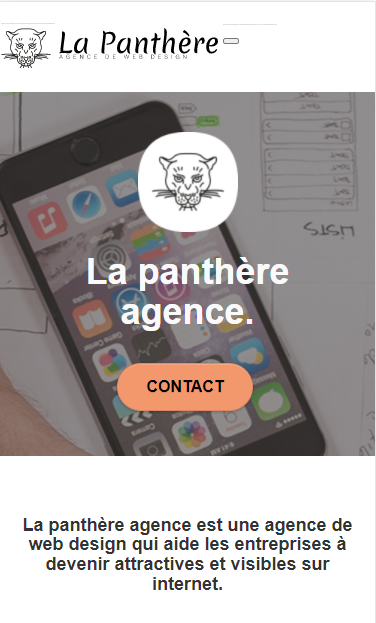 La Panthère
AGENCE DE WEB DESIGN
LISTS
La panthère
agence.
CONTACT
La panthère agence est une agence de
web design qui aide les entreprises à
devenir attractives et visibles sur
internet.